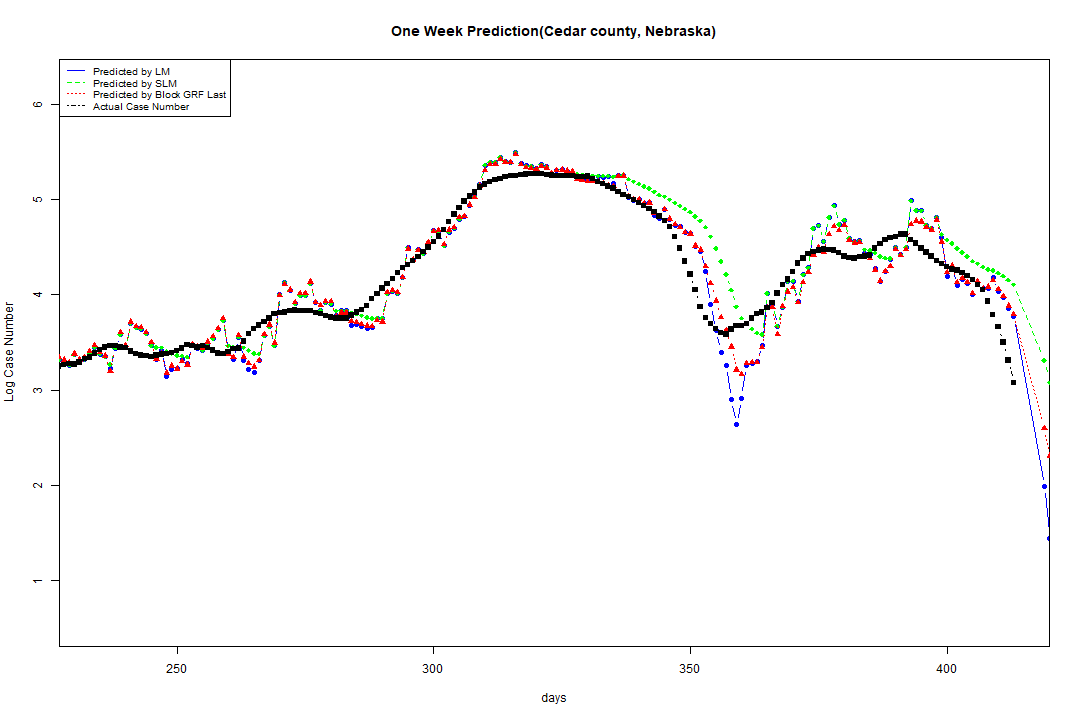 One Week Prediction(Cedar county, Nebraska)
Predicted by LM
Predicted by SLM
Predicted by Block GRF Last
Actual Case Number
6
5
4
3
2
1
Log Case Number
250 300 350 400
days